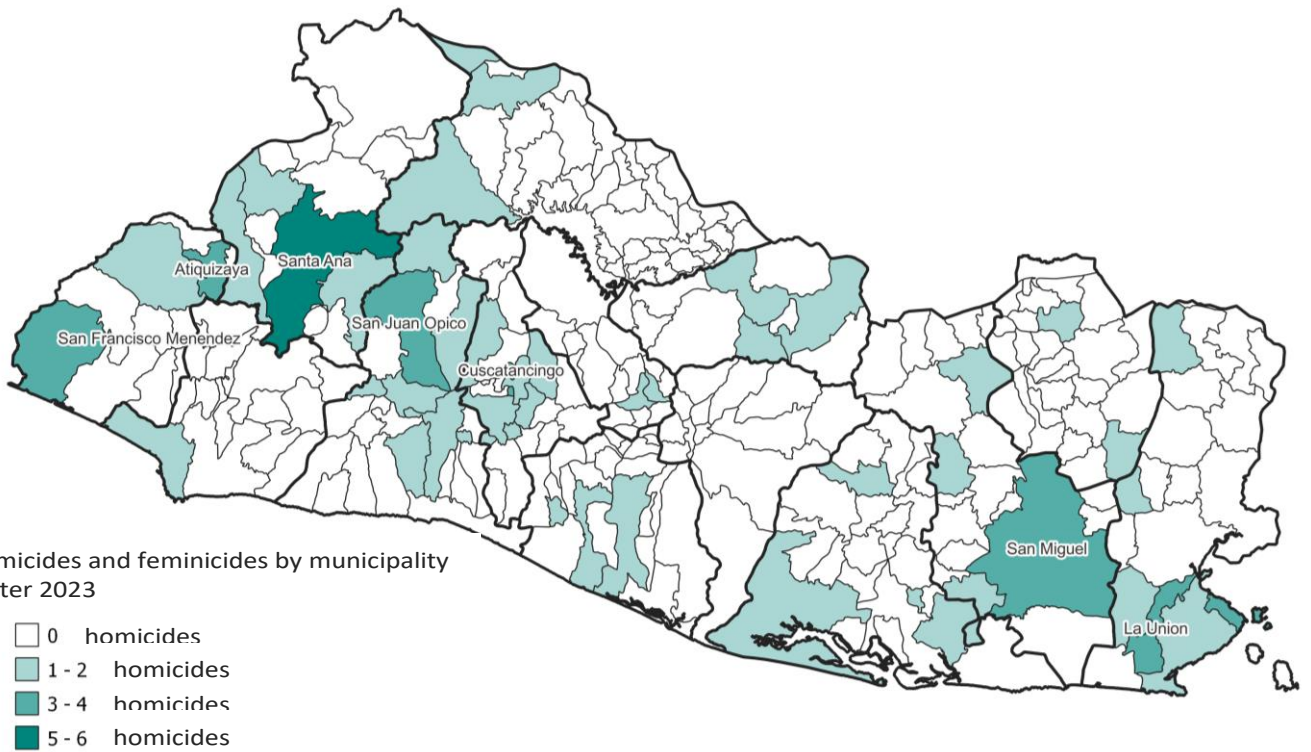 Atiquizaya
Santa Ana
San Francisco Menendez
San Juan Opico
Cuscatancingo
San Miguel
La Union
micides and feminicides by municipality
ter 2023
0 homicides
1 - 2 homicides
3 - 4 homicides
5 - 6 homicides